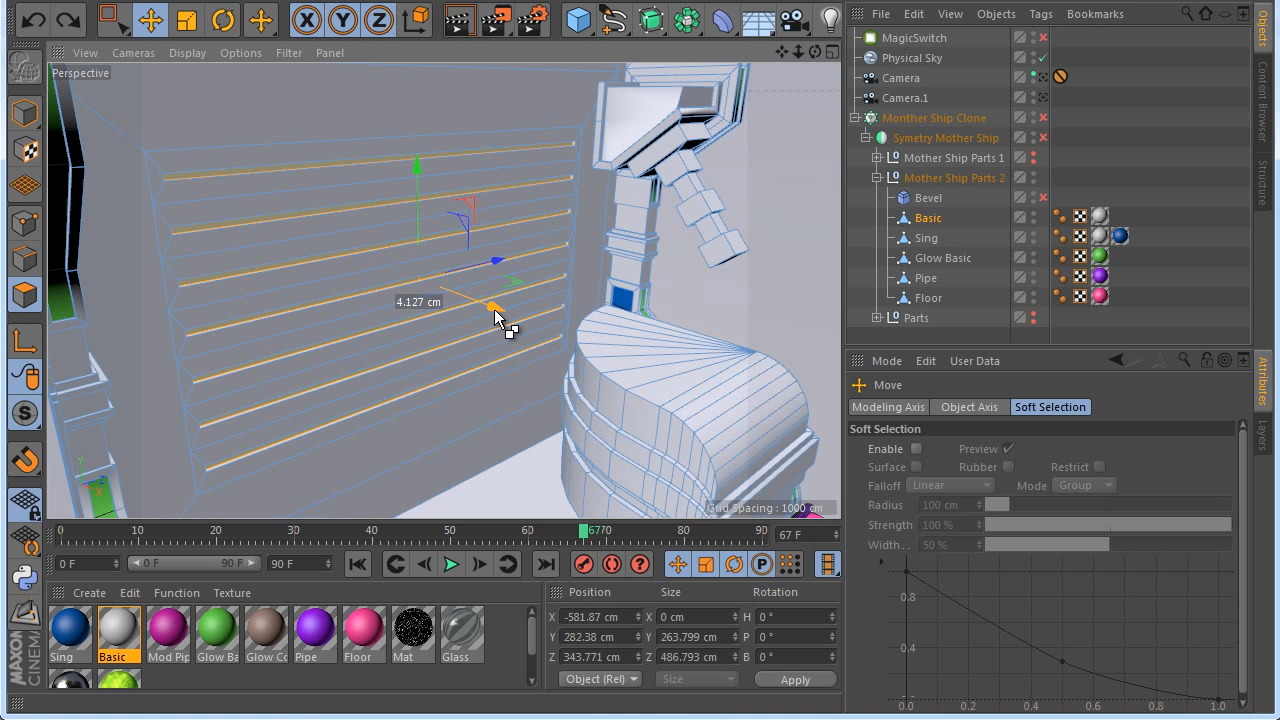 File Edit View Objects Tags Bookmarks
View Cameras Display Options Filter Panel
Perspective
4.127 cm
Grid Spacing : 1000 cm
MagicSwitch
Physical Sky
Camera
Camera.1
Monther Ship Clone
Symetry Mother Ship
Mother Ship Parts 1
Mother Ship Parts 2
Bevel
Basic
Sing
Glow Basic
Pipe
Floor
Parts
Objects
Content Browser
Structure
Mode Edit User Data
Move
Modeling Axis Object Axis Soft Selection
Soft Selection
Enable Preview
Surface Rubber Restrict
Falloff Linear Mode Group
Radius 100 cm
Strength 100 %
Width . . 50 %
0.8
0.4
0.0 0.2 0.4 0.6 0.8 1.0
Attributes
Layers
0 10 20 30 40 50 6770 80 90 67 F
0 F 0 F 90 F 90 F
Create Edit Function Texture
Sing Basic Mod Pip Glow Ba Glow Co Pipe Floor Mat Glass
Position Size Rotation
X -581.87 cm X 0 cm H 0 °
Y 282.38 cm Y 263.799 cm P 0 °
Z 343.771 cm Z 486.793 cm B 0 °
Object (Rel) Size Apply
MAXON
CINEMA